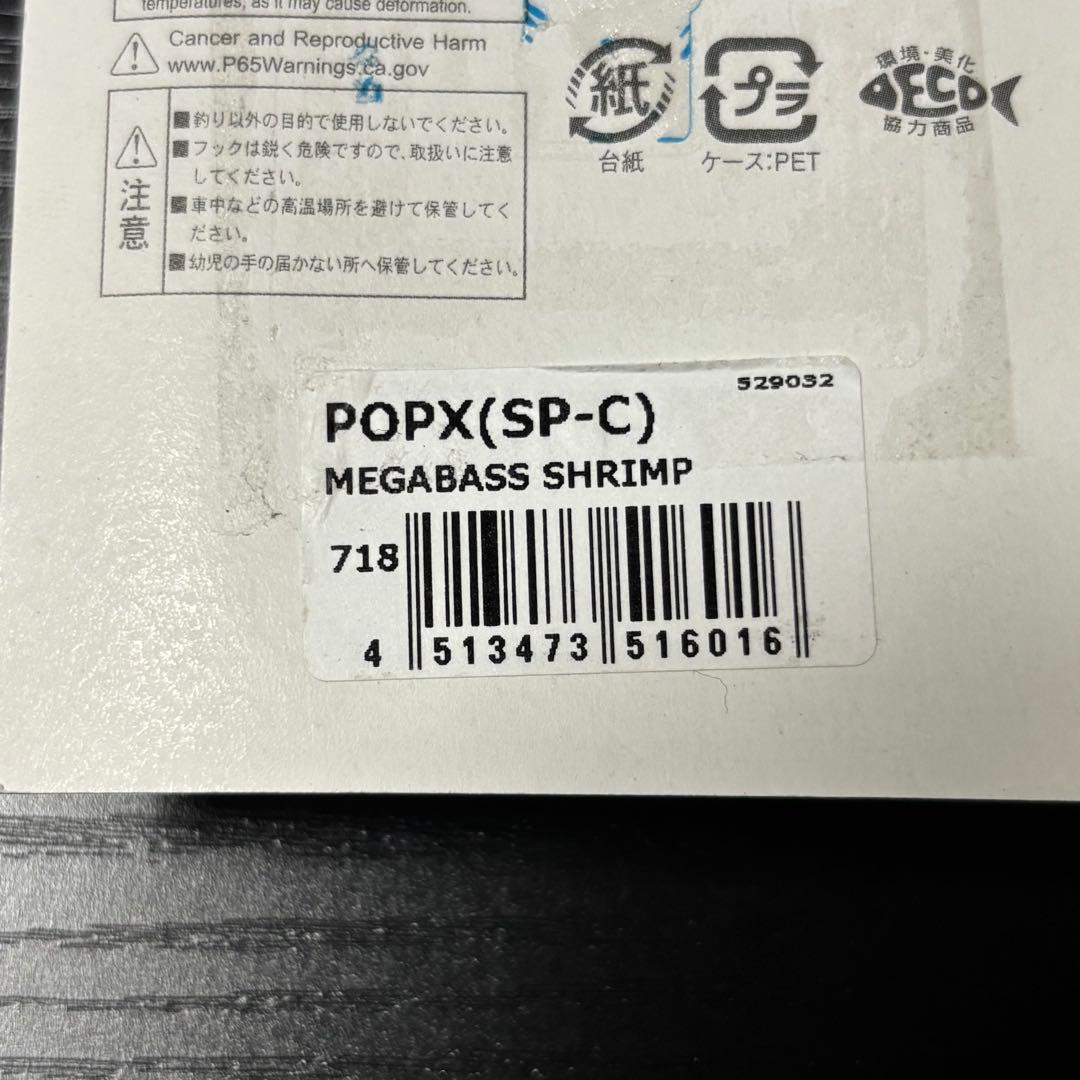 temperatures, as it may cause deformation.
Cancer and Reproductive Harm
www.P65Warnings.ca.gov
注意
■釣り以外の目的で使用しないでください。
■フックは鋭く危険ですので、取扱いに注意
してください。
■車中などの高温場所を避けて保管してく
ださい。
■幼児の手の届かない所へ保管してください。
紙
台紙
プラ
ケース:PET
環境・美化
ECO
協力商品
529032
POPX(SP-C)
MEGABASS SHRIMP
718
4 513473 516016